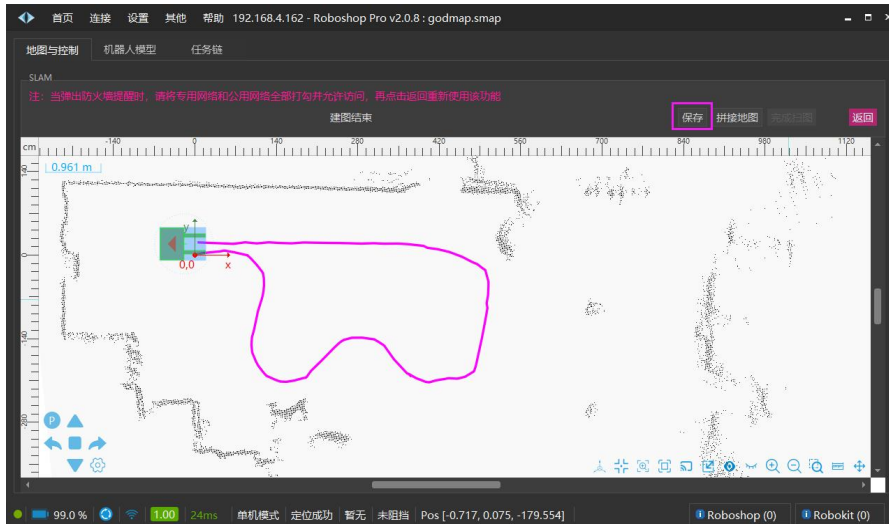 首页 连接 设置 其他 帮助 192.168.4.162 - Roboshop Pro v2.0.8 : godmap.smap
地图与控制 机器人模型 任务链
SLAM
注：当弹出防火墙提醒时，请将专用网络和公用网络全部打勾并允许访问，再点击返回重新使用该功能
建图结束 保存 拼接地图 完成扫图 返回
cm -140 0 140 280 420 560 700 840 980 1120
140
0.961 m
y
0
0,0 x
-140
-280
P
99.0 % 1.00 24ms 单机模式 定位成功 暂无 未阻挡 Pos [-0.717, 0.075, -179.554] Roboshop (0) Robokit (0)